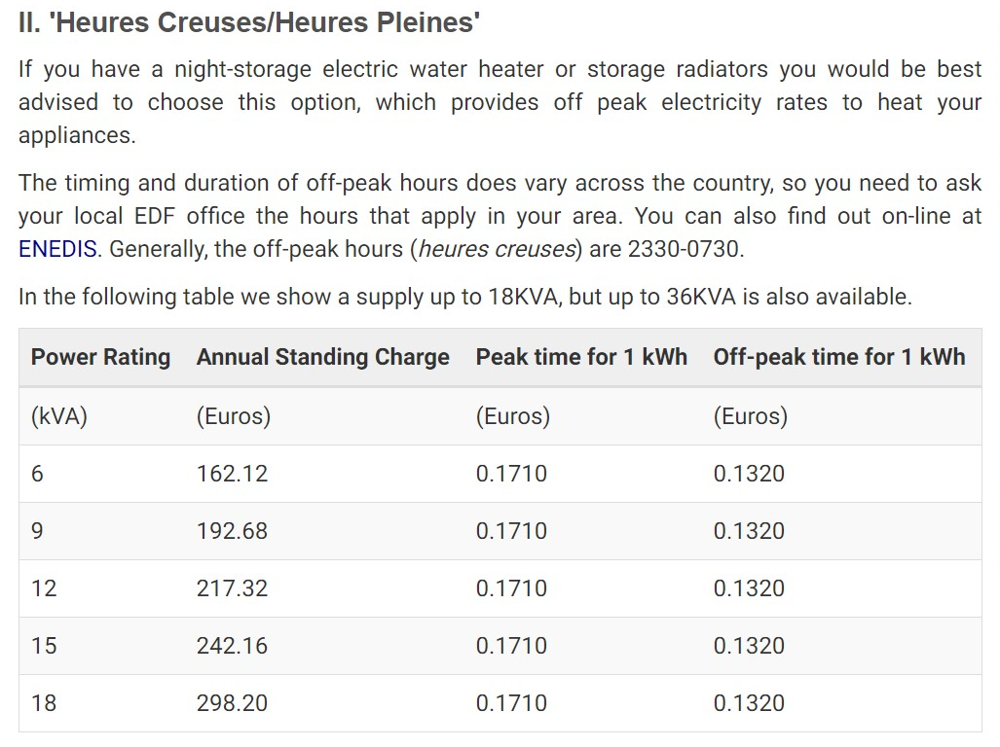 II. 'Heures Creuses/Heures Pleines'
If you have a night-storage electric water heater or storage radiators you would be best
advised to choose this option, which provides off peak electricity rates to heat your
appliances.
The timing and duration of off-peak hours does vary across the country, so you need to ask
your local EDF office the hours that apply in your area. You can also find out on-line at
ENEDIS. Generally, the off-peak hours (heures creuses) are 2330-0730.
In the following table we show a supply up to 18KVA, but up to 36KVA is also available.
Power Rating Annual Standing Charge Peak time for 1 kWh Off-peak time for 1 kWh
(kVA) (Euros) (Euros) (Euros)
6 162.12 0.1710 0.1320
9 192.68 0.1710 0.1320
12 217.32 0.1710 0.1320
15 242.16 0.1710 0.1320
18 298.20 0.1710 0.1320